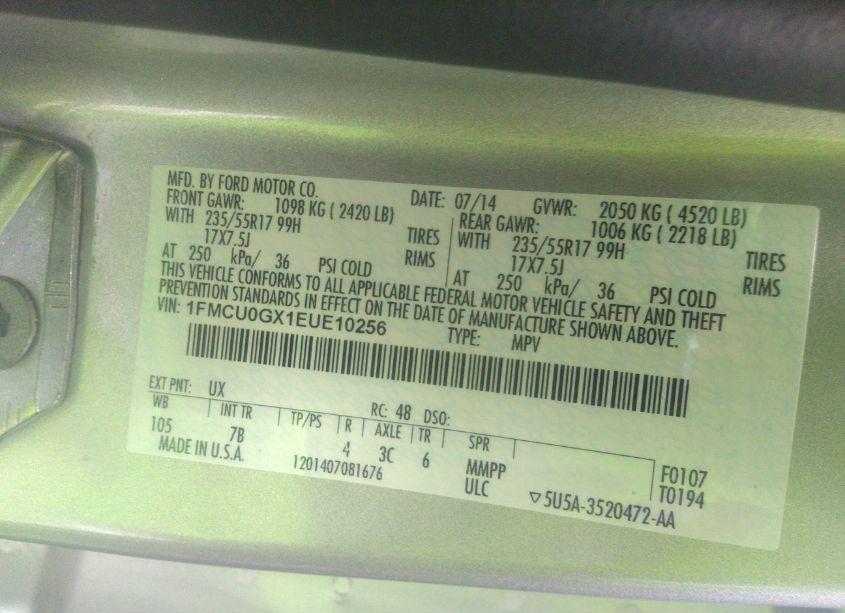 MFD. BY FORD MOTOR CO. DATE: 07/14 GVWR: 2050 KG ( 4520 LB)
FRONT GAWR: 1098 KG ( 2420 LB) REAR GAWR: 1006 KG ( 2218 LB)
WITH 235/55R17 99H TIRES WITH 235/55R17 99H TIRES
17X7.5J RIMS 17X7.5J RIMS
AT 250 kPa/ 36 PSI COLD AT 250 kPa/ 36 PSI COLD
THIS VEHICLE CONFORMS TO ALL APPLICABLE FEDERAL MOTOR VEHICLE SAFETY AND THEFT
PREVENTION STANDARDS IN EFFECT ON THE DATE OF MANUFACTURE SHOWN ABOVE.
VIN: 1FMCU0GX1EUE10256 TYPE: MPV
EXT PNT: UX RC: 48 DSO:
WB INT TR TP/PS R AXLE TR SPR
105 7B 4 3C 6 MMPP F0107
MADE IN U.S.A. 1201407081676 ULC T0194
▽5U5A-3520472-AA